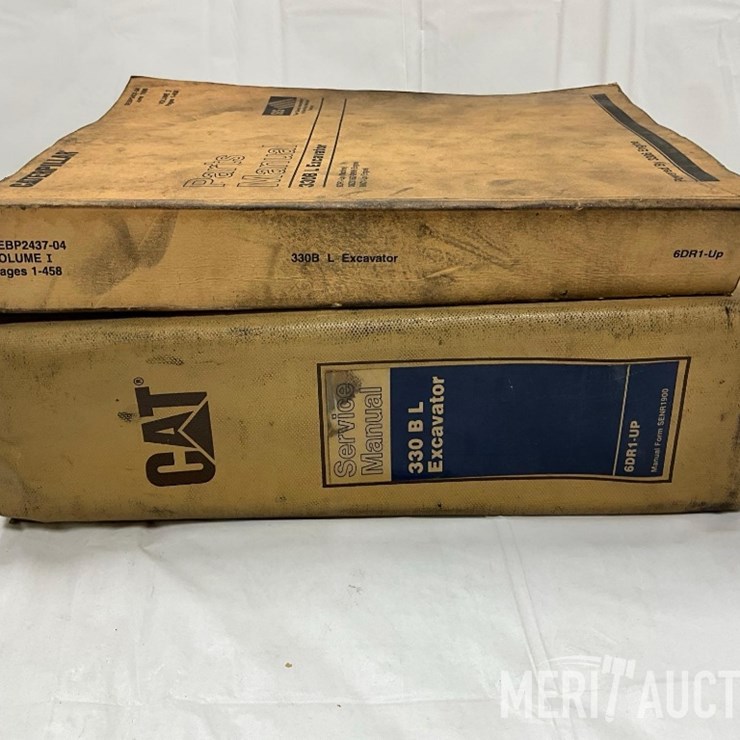 CATERPILLAR
Parts
Manual
330B L Excavator
EBP2437-04
OLUME I
ages 1-458
330B L Excavator
6DR1-Up
CAT®
Service
Manual
330 B L
Excavator
6DR1-UP
Manual Form SENR1900
MERIT AUCT